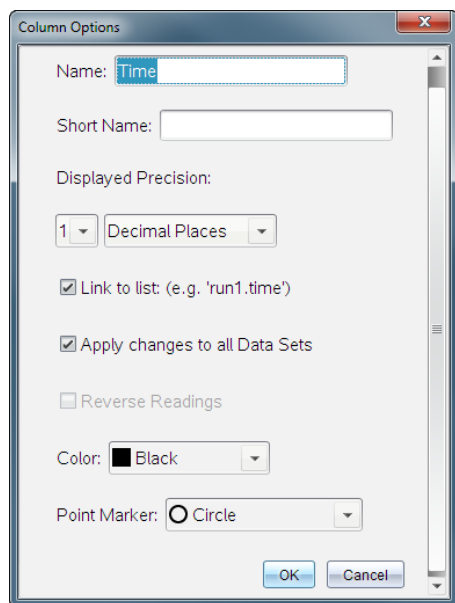 Column Options
Name: Time
Short Name:
Displayed Precision:
1 Decimal Places
Link to list: (e.g. 'run1.time')
Apply changes to all Data Sets
Reverse Readings
Color: Black
Point Marker: Circle
OK Cancel